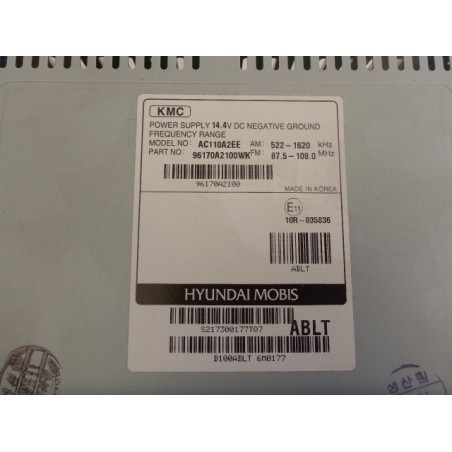 KMC
POWER SUPPLY 14.4V DC NEGATIVE GROUND
FREQUENCY RANGE
MODEL NO: AC110A2EE AM: 522-1620 kHz
PART NO: 96170A2100WK FM: 87.5-108.0 MHz
96170A2100
MADE IN KOREA
E11
10R-035836
ABLT
HYUNDAI MOBIS
S217300177T07
ABLT
B100ABLT 6M0177